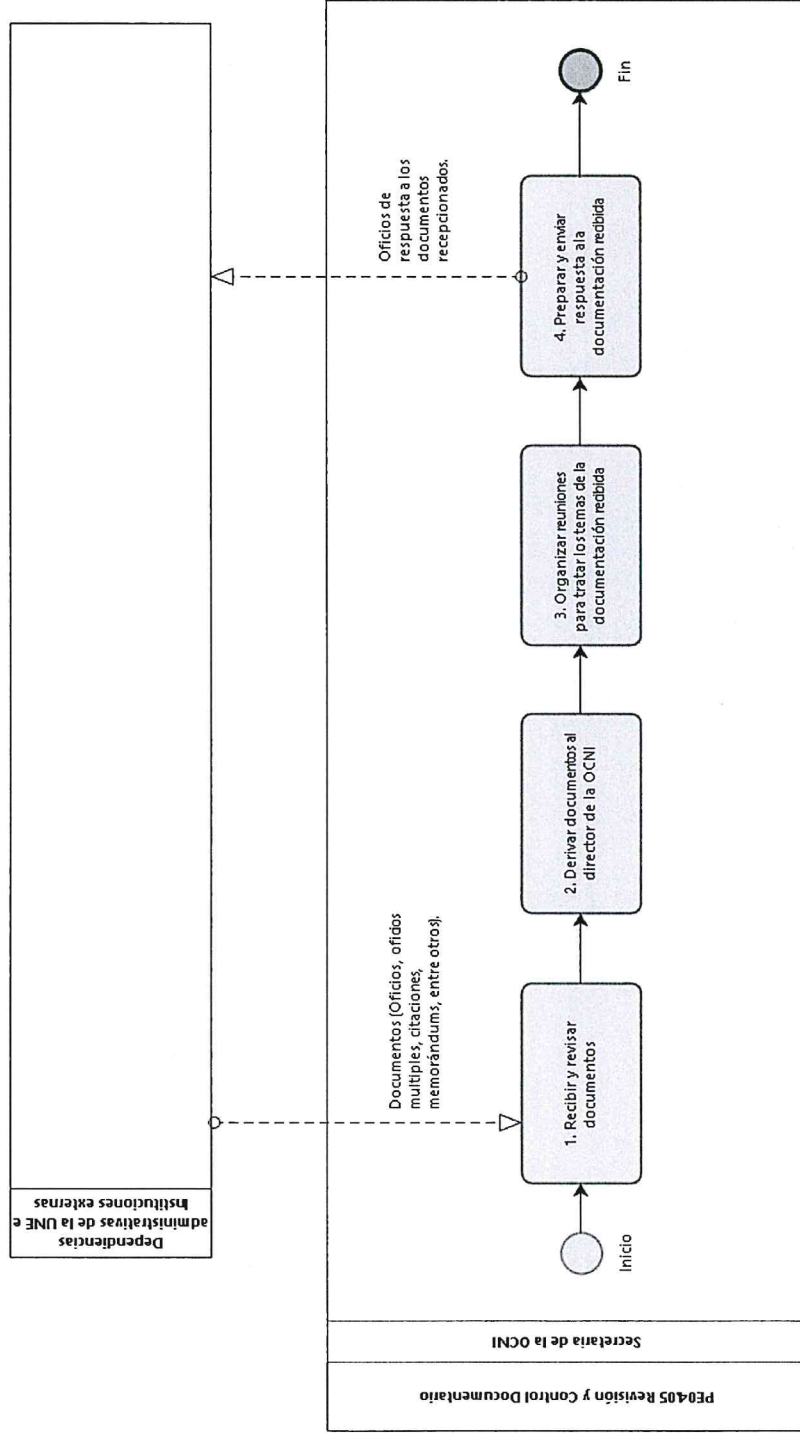 Dependiencias
administrativas de la UNE e
Instituciones externas
Documentos (Oficios, ofidos
multiples, citaciones,
memorándums, entre otros).
Oficios de
respuesta a los
documentos
recepcionados.
PE0405 Revisión y Control Documentario
Secretaria de la OCNI
Inicio
1. Recibir y revisar
documentos
2. Derivar documentos al
director de la OCNI
3. Organizar reuniones
para tratar los temas de la
documentación recibida
4. Preparar y enviar
respuesta a la
documentación recibida
Fin